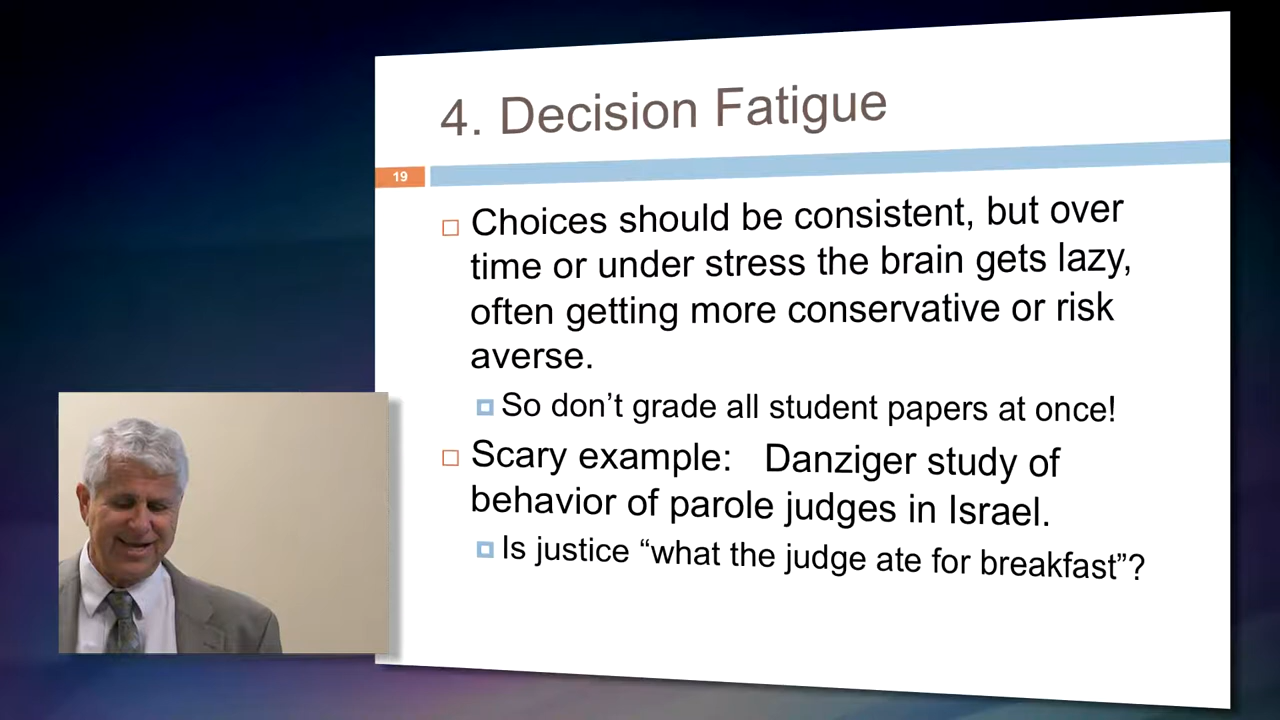 4. Decision Fatigue
19
Choices should be consistent, but over
time or under stress the brain gets lazy,
often getting more conservative or risk
averse.
So don’t grade all student papers at once!
Scary example: Danziger study of
behavior of parole judges in Israel.
Is justice “what the judge ate for breakfast”?